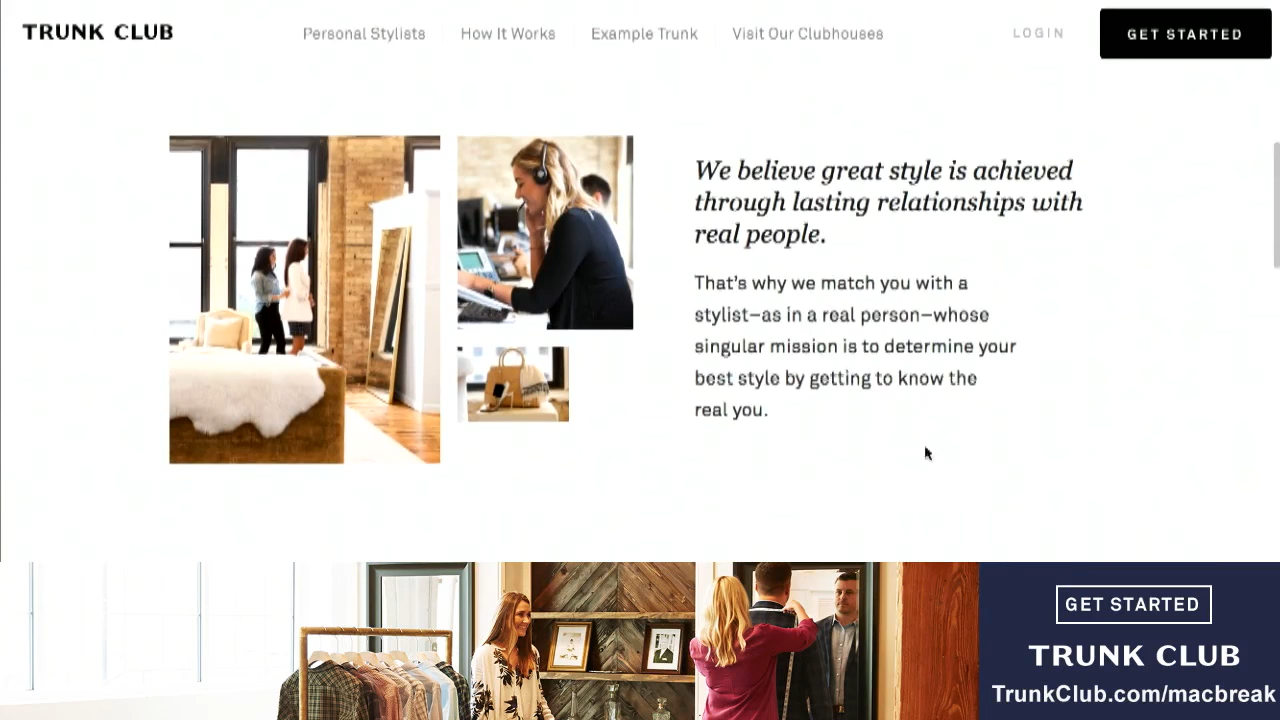 TRUNK CLUB
Personal Stylists
How It Works
Example Trunk
Visit Our Clubhouses
LOGIN
GET STARTED
We believe great style is achieved
through lasting relationships with
real people.
That's why we match you with a
stylist–as in a real person–whose
singular mission is to determine your
best style by getting to know the
real you.
GET STARTED
TRUNK CLUB
TrunkClub.com/macbreak